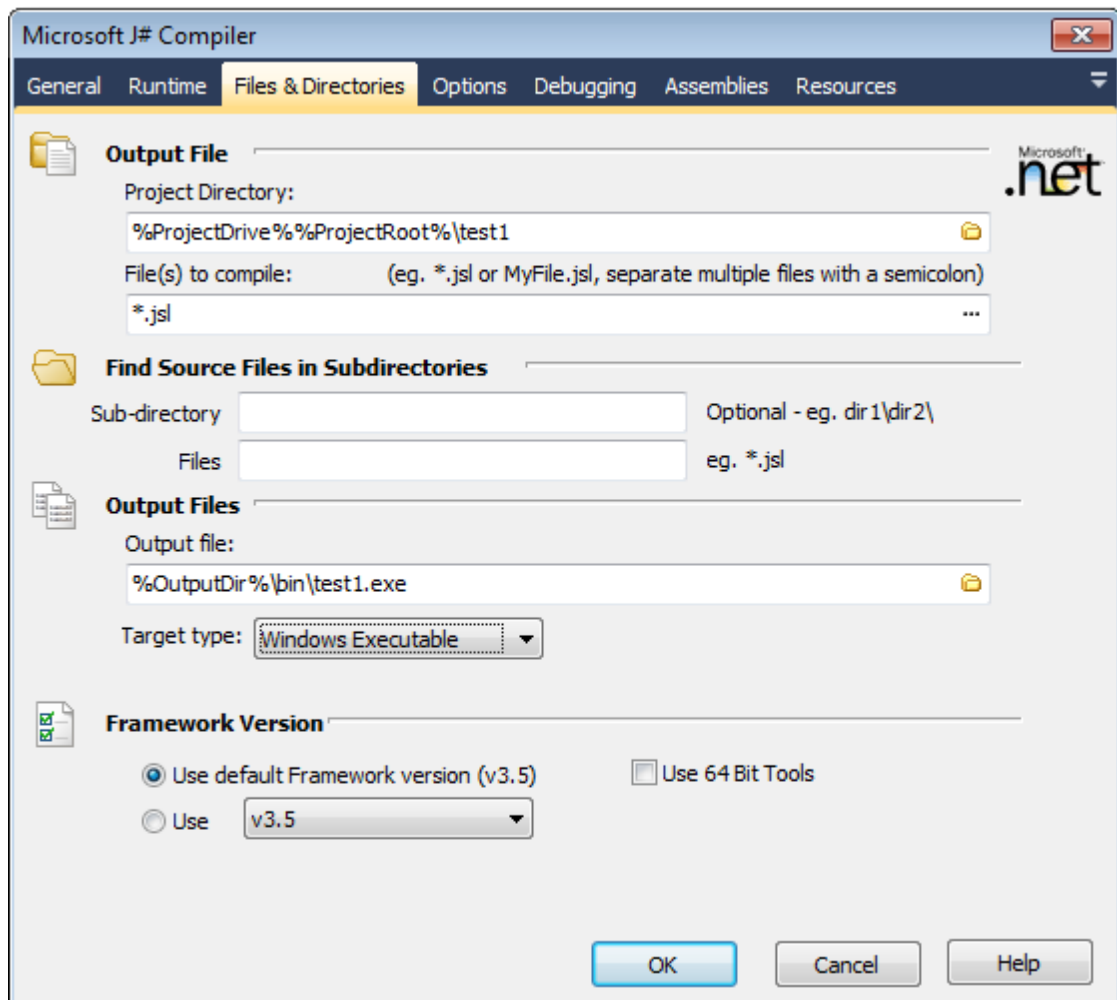 Microsoft J# Compiler
General Runtime Files & Directories Options Debugging Assemblies Resources
Output File
Microsoft
.net
Project Directory:
%ProjectDrive%%ProjectRoot%\test1
File(s) to compile: (eg. *.jsl or MyFile.jsl, separate multiple files with a semicolon)
*.jsl ...
Find Source Files in Subdirectories
Sub-directory Optional - eg. dir1\dir2\
Files eg. *.jsl
Output Files
Output file:
%OutputDir%\bin\test1.exe
Target type: Windows Executable
Framework Version
Use default Framework version (v3.5) Use 64 Bit Tools
Use v3.5
OK Cancel Help